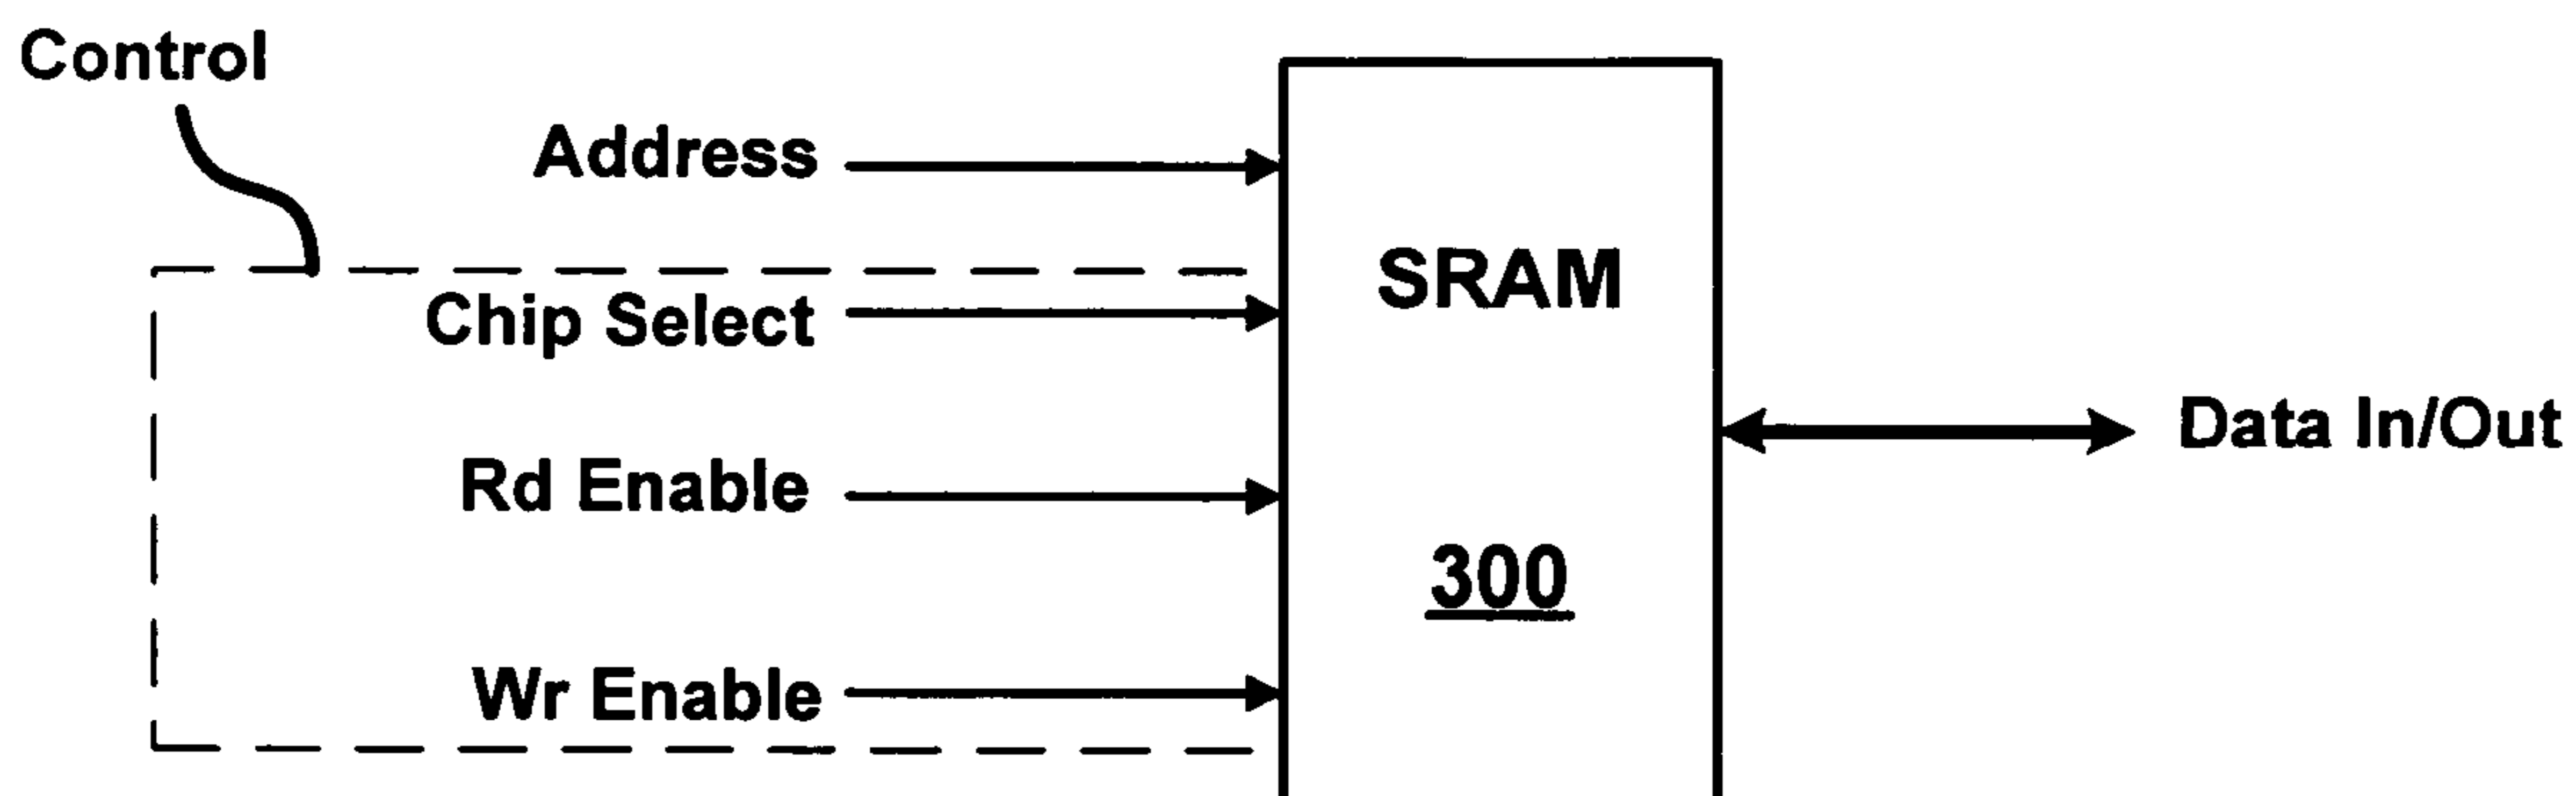 Control
Address
Chip Select
Rd Enable
Wr Enable
SRAM
300
Data In/Out